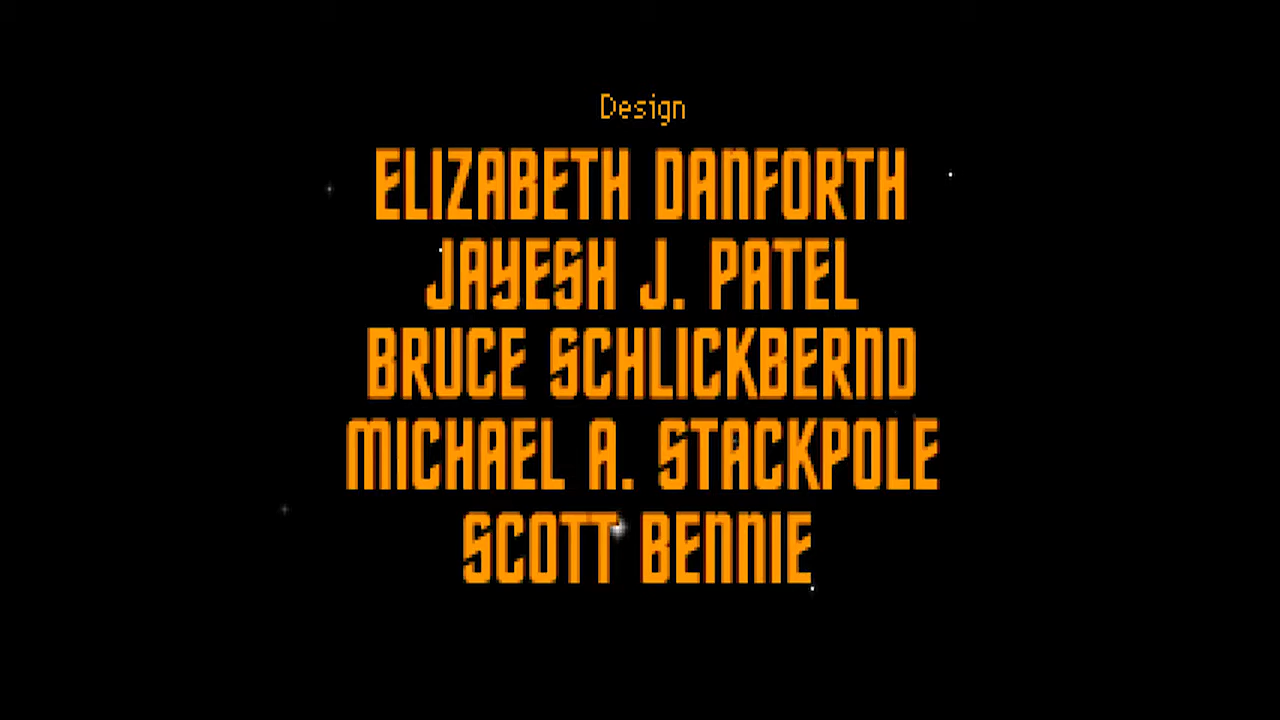 Design
ELIZABETH DANFORTH
JAYESH J. PATEL
BRUCE SCHLICKBERND
MICHAEL A. STACKPOLE
SCOTT BENNIE